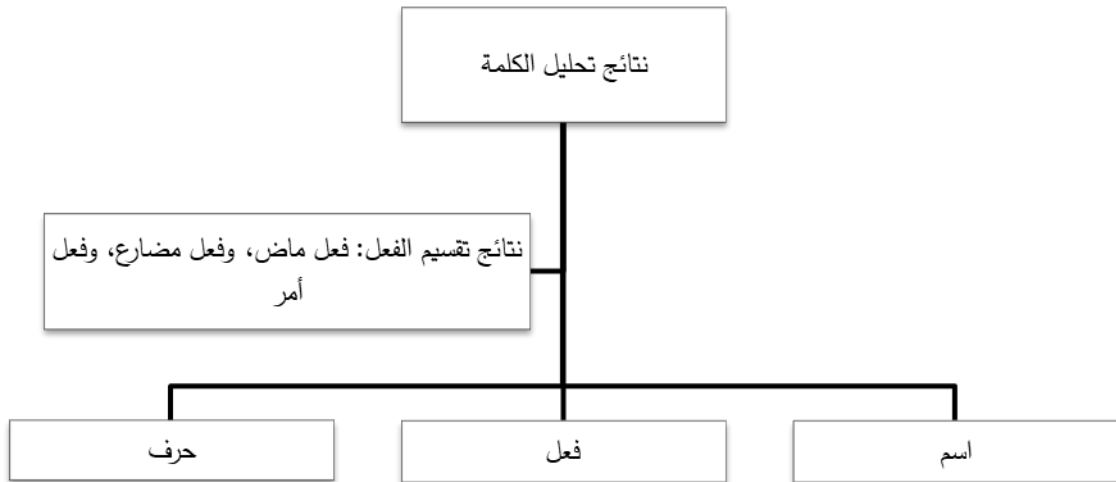 نتائج تحليل الكلمة
نتائج تقسيم الفعل: فعل ماض، وفعل مضارع، وفعل
أمر
اسم
فعل
حرف